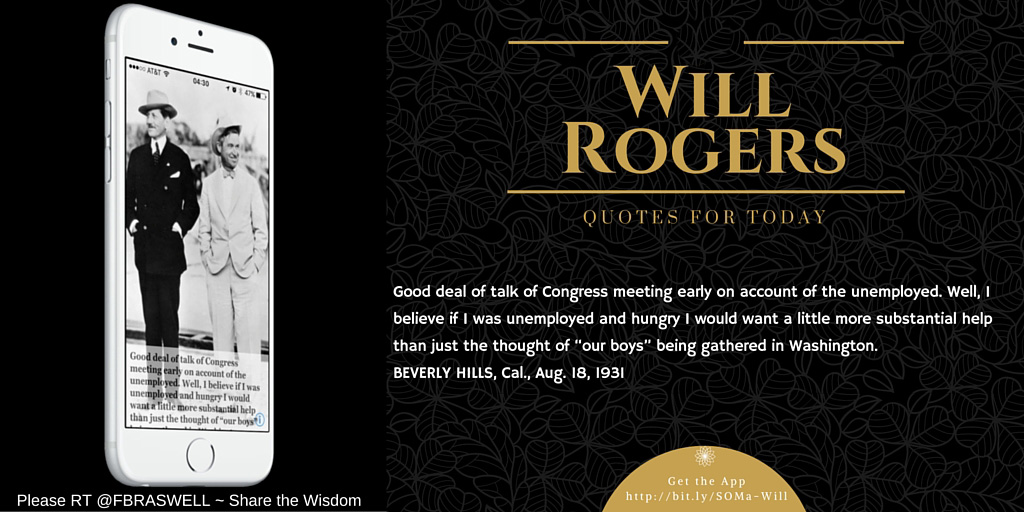 AT&T
04:30
47%
Good deal of talk of Congress
meeting early on account of the
unemployed. Well, I believe if I was
unemployed and hungry I would
want a little more substantial help
than just the thought of “our boys”
Please RT @FBRASWELL ~ Share the Wisdom
WILL
ROGERS
QUOTES FOR TODAY
Good deal of talk of Congress meeting early on account of the unemployed. Well, I
believe if I was unemployed and hungry I would want a little more substantial help
than just the thought of “our boys” being gathered in Washington.
BEVERLY HILLS, Cal., Aug. 18, 1931
Get the App
http://bit.ly/SOMa-Will